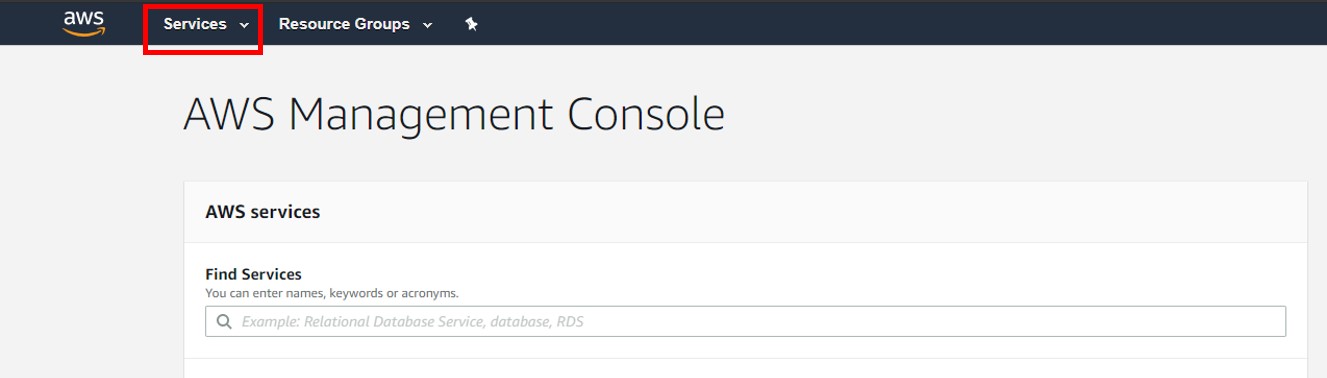 aws Services Resource Groups
AWS Management Console
AWS services
Find Services
You can enter names, keywords or acronyms.
Example: Relational Database Service, database, RDS